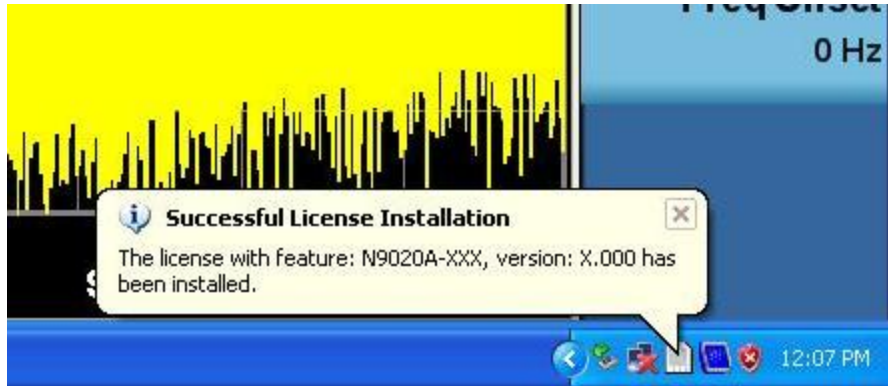 Freq Offset
0 Hz
Successful License Installation
The license with feature: N9020A-XXX, version: X.000 has
been installed.
12:07 PM